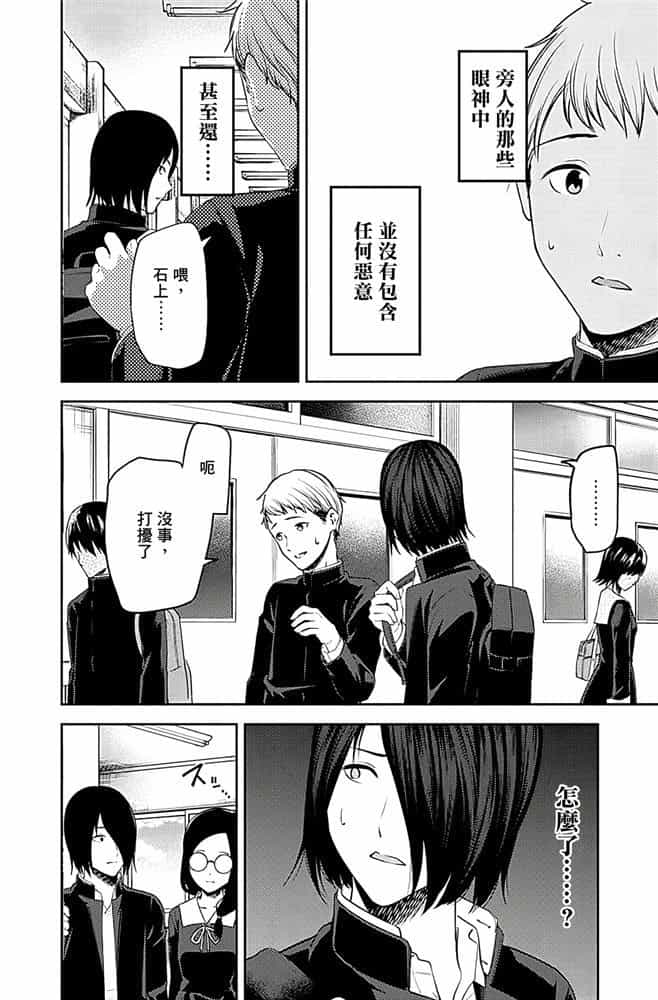 旁人的那些
眼神中
並沒有包含
任何惡意
甚至還……
喂，
石上……
………
呃
沒事，
打擾了
怎麼了……？
スッ